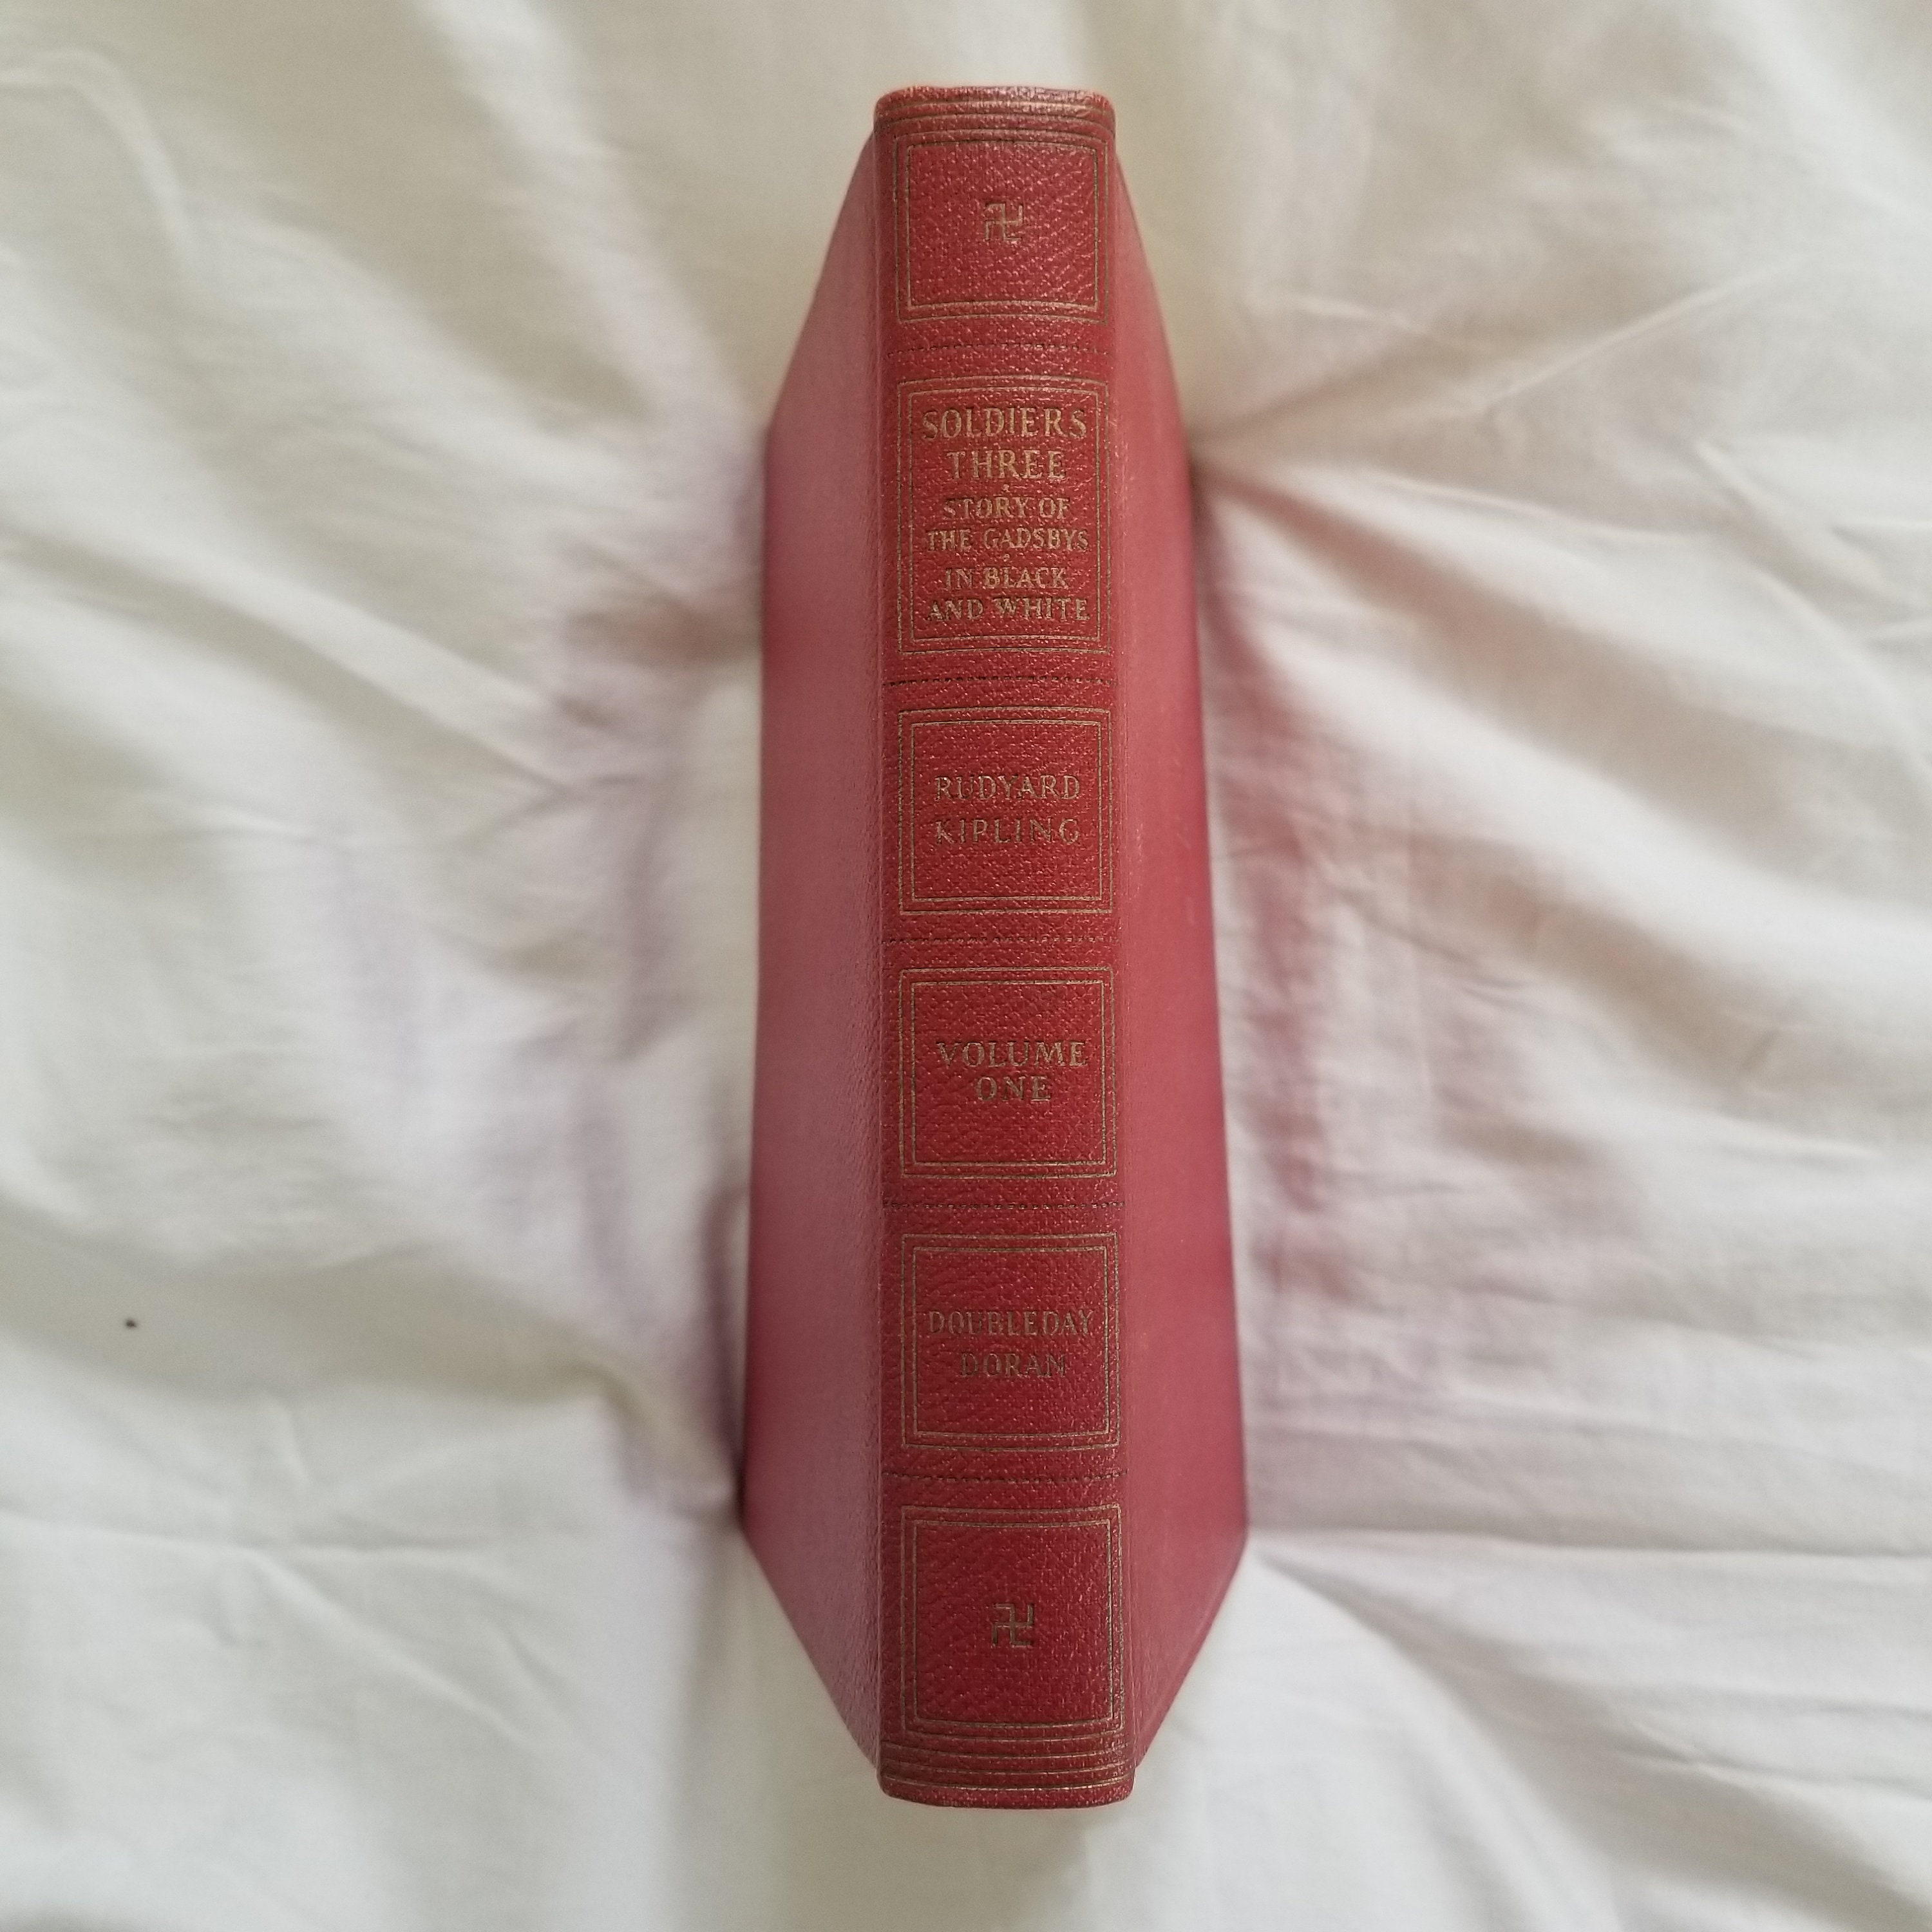 SOLDIERS
THREE
STORY OF
THE GADSBYS
IN BLACK
AND WHITE
RUDYARD
KIPLING
VOLUME
ONE
DOUBLEDAY
DORAN